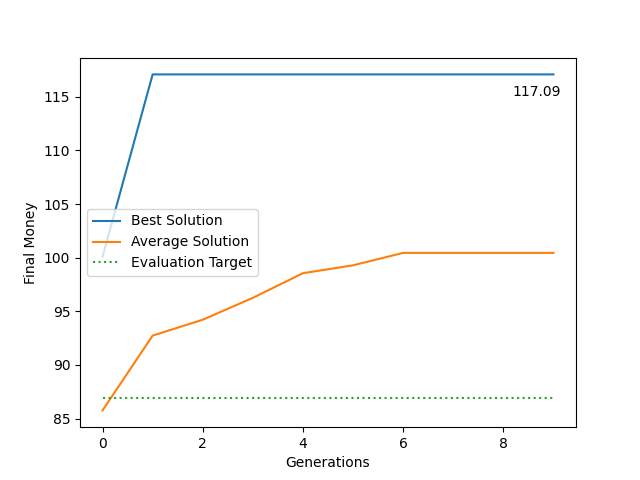 115
110
105
100
95
90
85
Final Money
117.09
Best Solution
Average Solution
Evaluation Target
0
2
4
6
8
Generations